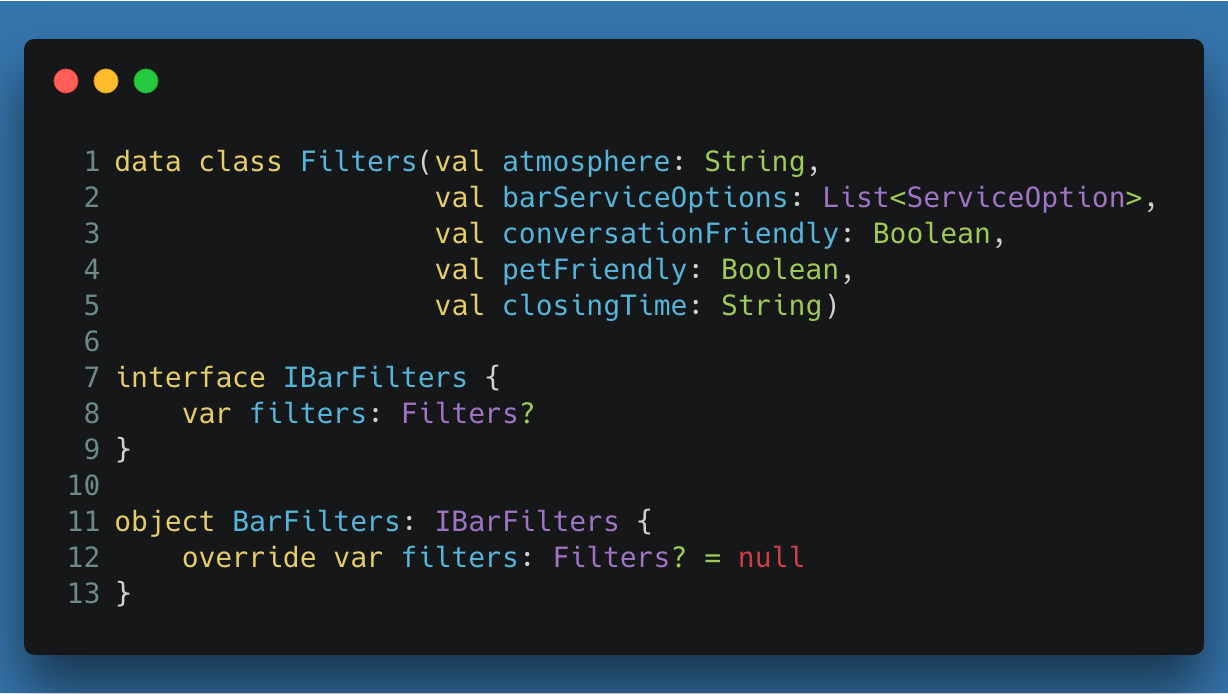 1 data class Filters(val atmosphere: String,
2                    val barServiceOptions: List<ServiceOption>,
3                    val conversationFriendly: Boolean,
4                    val petFriendly: Boolean,
5                    val closingTime: String)
6
7 interface IBarFilters {
8     var filters: Filters?
9 }
10
11 object BarFilters: IBarFilters {
12     override var filters: Filters? = null
13 }